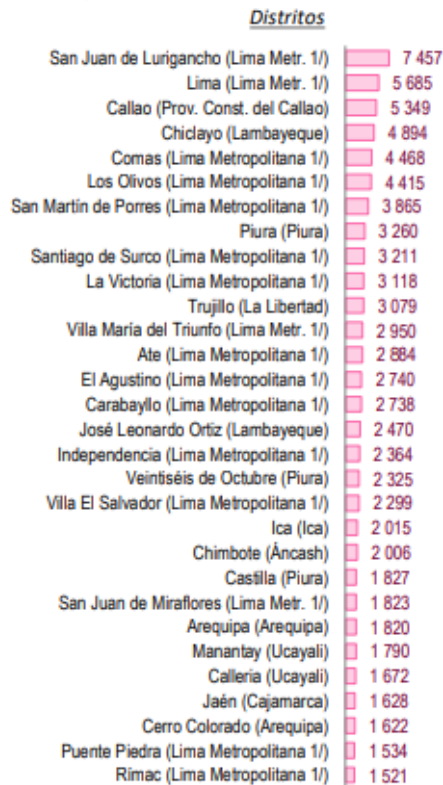 Distritos
San Juan de Lurigancho (Lima Metr. 1/) 7 457
Lima (Lima Metr. 1/) 5 685
Callao (Prov. Const. del Callao) 5 349
Chiclayo (Lambayeque) 4 894
Comas (Lima Metropolitana 1/) 4 468
Los Olivos (Lima Metropolitana 1/) 4 415
San Martín de Porres (Lima Metropolitana 1/) 3 865
Piura (Piura) 3 260
Santiago de Surco (Lima Metropolitana 1/) 3 211
La Victoria (Lima Metropolitana 1/) 3 118
Trujillo (La Libertad) 3 079
Villa María del Triunfo (Lima Metr. 1/) 2 950
Ate (Lima Metropolitana 1/) 2 884
El Agustino (Lima Metropolitana 1/) 2 740
Carabayllo (Lima Metropolitana 1/) 2 738
José Leonardo Ortiz (Lambayeque) 2 470
Independencia (Lima Metropolitana 1/) 2 364
Veintiséis de Octubre (Piura) 2 325
Villa El Salvador (Lima Metropolitana 1/) 2 299
Ica (Ica) 2 015
Chimbote (Áncash) 2 006
Castilla (Piura) 1 827
San Juan de Miraflores (Lima Metr. 1/) 1 823
Arequipa (Arequipa) 1 820
Manantay (Ucayali) 1 790
Calleria (Ucayali) 1 672
Jaén (Cajamarca) 1 628
Cerro Colorado (Arequipa) 1 622
Puente Piedra (Lima Metropolitana 1/) 1 534
Rímac (Lima Metropolitana 1/) 1 521